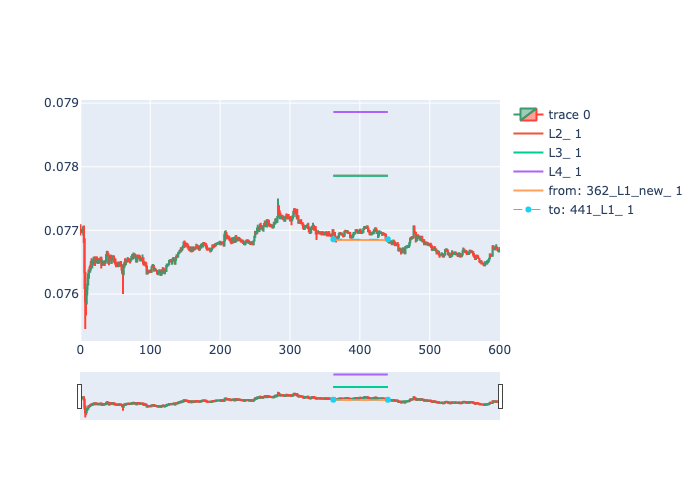 0.079
0.078
0.077
0.076
0 100 200 300 400 500 600
trace 0
L2_ 1
L3_ 1
L4_ 1
from: 362_L1_new_ 1
to: 441_L1_ 1